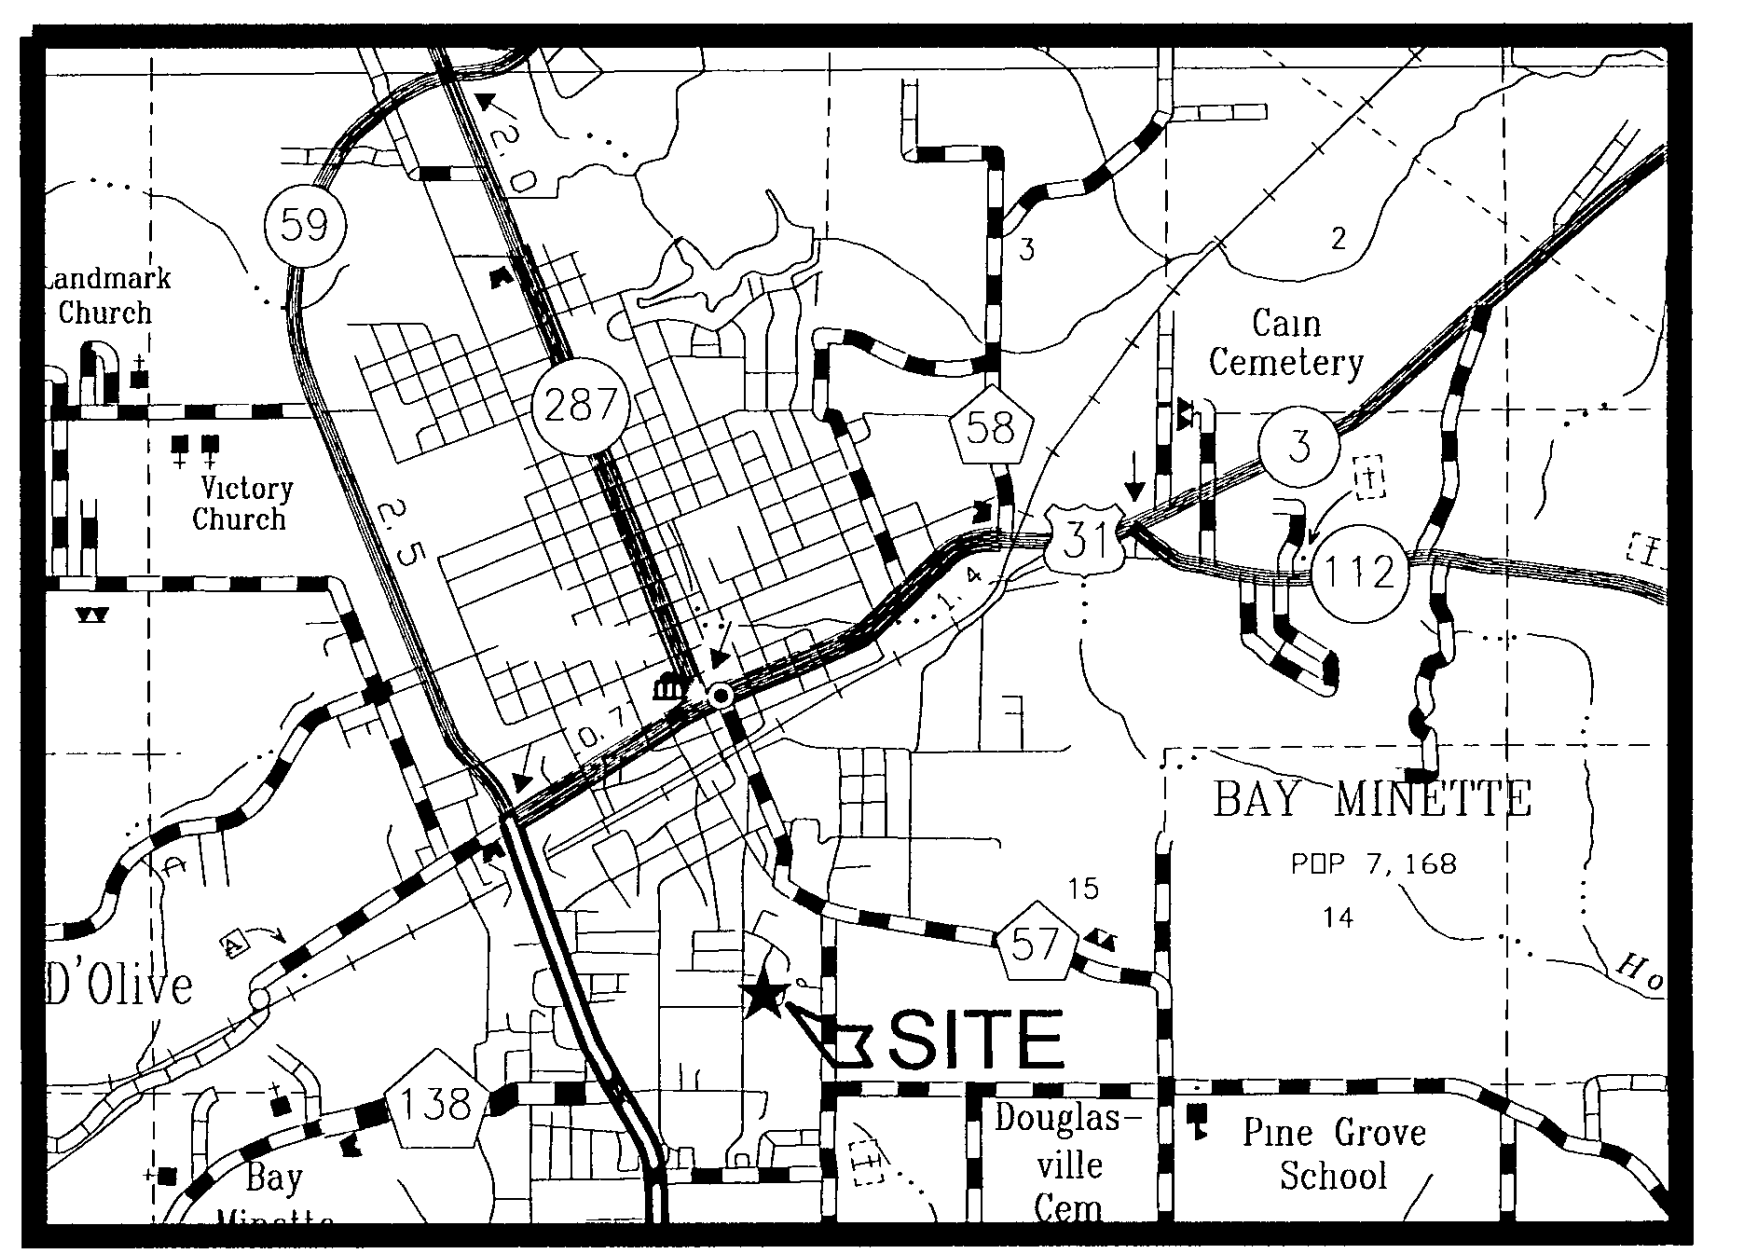 2.0
59
3
2
Landmark
Church
Cain
Cemetery
287
58
3
Victory
Church
2.5
31
112
1.4
0.7
BAY MINETTE
POP 7,168
15
14
A
57
Ho
D'Olive
SITE
138
Douglas-
ville
Cem
Pine Grove
School
Bay
Minette